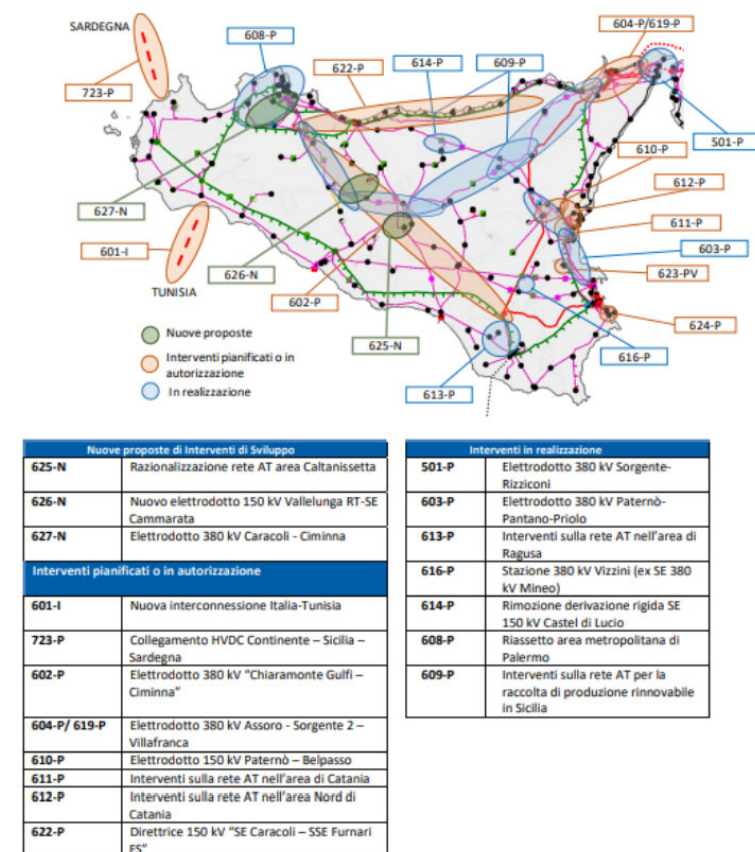 SARDEGNA
608-P
604-P/619-P
622-P
614-P
609-P
723-P
501-P
610-P
612-P
627-N
611-P
601-I
603-P
626-N
623-PV
TUNISIA
602-P
624-P
Nuove proposte
625-N
616-P
Interventi pianificati o in
autorizzazione
In realizzazione
613-P
Nuove proposte di Interventi di Sviluppo
625-N Razionalizzazione rete AT area Caltanissetta
626-N Nuovo elettrodotto 150 kV Vallelunga RT-SE
Cammarata
627-N Elettrodotto 380 kV Caracoli - Ciminna
Interventi pianificati o in autorizzazione
601-I Nuova interconnessione Italia-Tunisia
723-P Collegamento HVDC Continente – Sicilia –
Sardegna
602-P Elettrodotto 380 kV "Chiaramonte Gulfi –
Ciminna"
604-P/ 619-P Elettrodotto 380 kV Assoro - Sorgente 2 –
Villafranca
610-P Elettrodotto 150 kV Paternò – Belpasso
611-P Interventi sulla rete AT nell'area di Catania
612-P Interventi sulla rete AT nell'area Nord di
Catania
622-P Direttrice 150 kV "SE Caracoli – SSE Furnari
FS"
Interventi in realizzazione
501-P Elettrodotto 380 kV Sorgente-
Rizziconi
603-P Elettrodotto 380 kV Paternò-
Pantano-Priolo
613-P Interventi sulla rete AT nell'area di
Ragusa
616-P Stazione 380 kV Vizzini (ex SE 380
kV Mineo)
614-P Rimozione derivazione rigida SE
150 kV Castel di Lucio
608-P Riassetto area metropolitana di
Palermo
609-P Interventi sulla rete AT per la
raccolta di produzione rinnovabile
in Sicilia